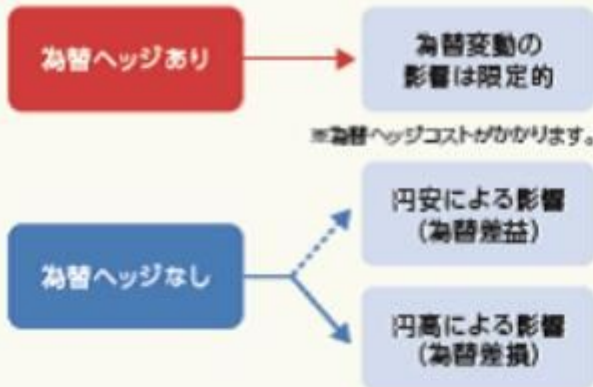 為替ヘッジあり
為替変動の
影響は限定的
※為替ヘッジコストがかかります。
為替ヘッジなし
円安による影響
(為替差益)
円高による影響
(為替差損)